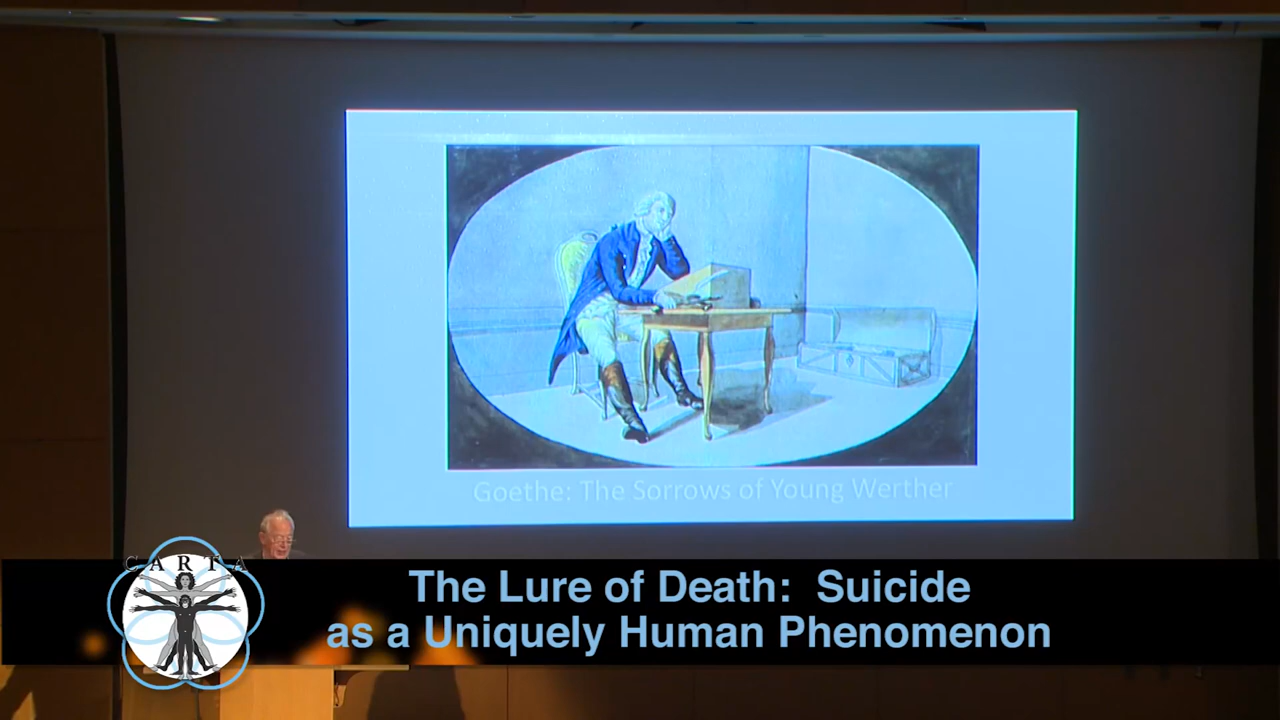 Goethe: The Sorrows of Young Werther
CARTA
The Lure of Death: Suicide
as a Uniquely Human Phenomenon